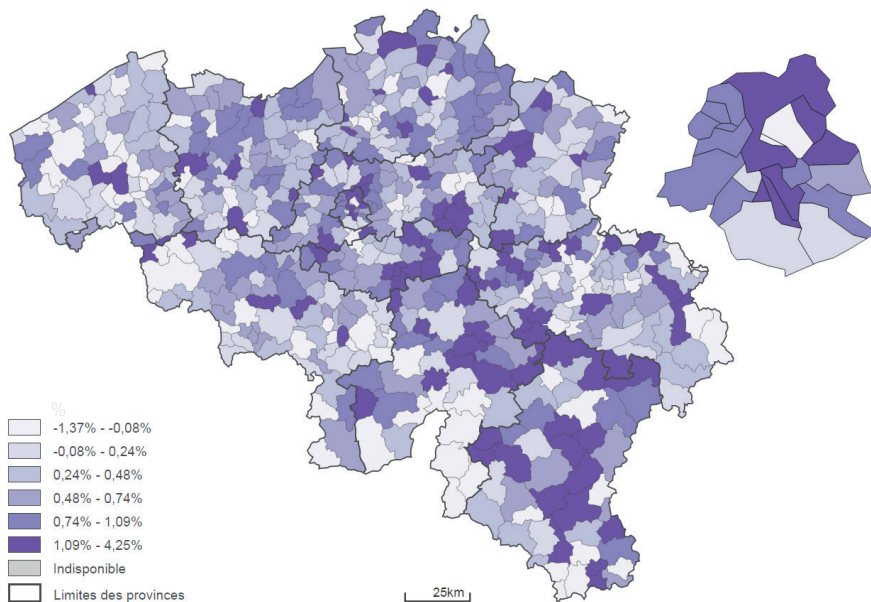 %
-1,37% - -0,08%
-0,08% - 0,24%
0,24% - 0,48%
0,48% - 0,74%
0,74% - 1,09%
1,09% - 4,25%
Indisponible
Limites des provinces
25km